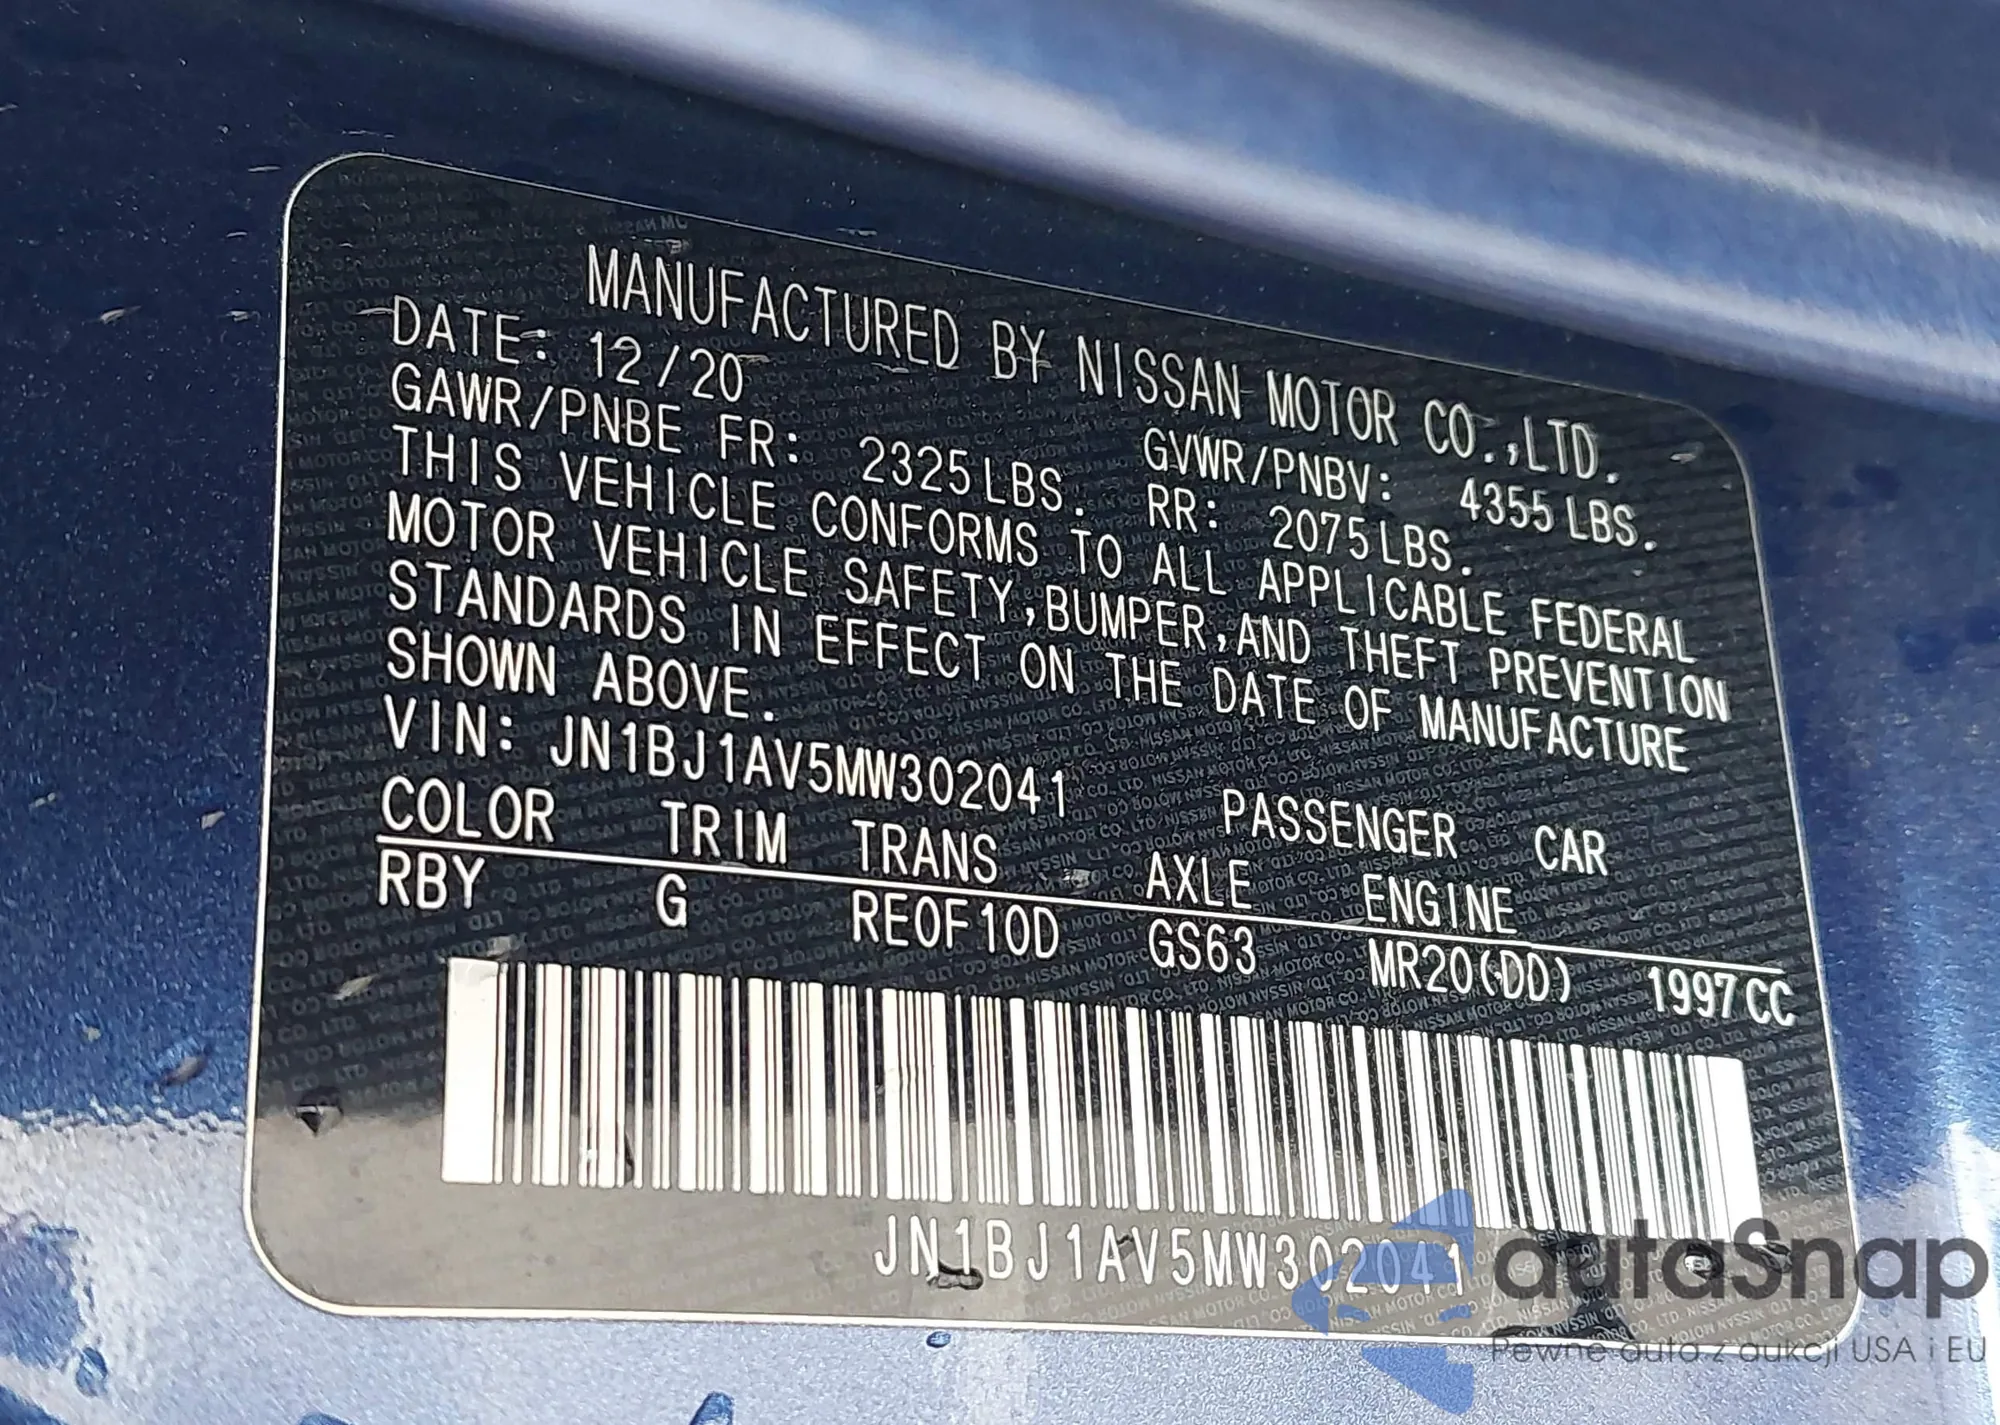 MANUFACTURED BY NISSAN MOTOR CO.,LTD.
DATE: 12/20
GVWR/PNBV: 4355 LBS.
GAWR/PNBE FR: 2325 LBS. RR: 2075 LBS.
THIS VEHICLE CONFORMS TO ALL APPLICABLE FEDERAL
MOTOR VEHICLE SAFETY,BUMPER,AND THEFT PREVENTION
STANDARDS IN EFFECT ON THE DATE OF MANUFACTURE
SHOWN ABOVE.
VIN: JN1BJ1AV5MW302041 PASSENGER CAR
COLOR TRIM TRANS AXLE ENGINE
RBY G RE0F10D GS63 MR20(DD) 1997CC
JN1BJ1AV5MW302041
autaSnap
Pewne auta z aukcji USA i EU